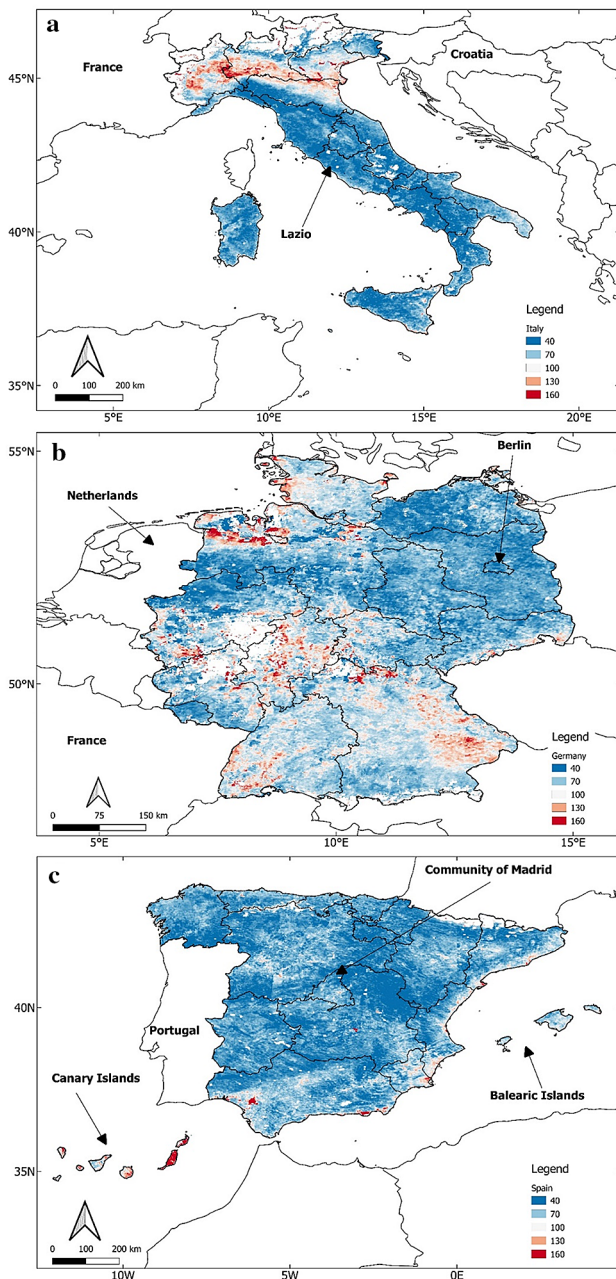 a
France
Croatia
Lazio
45°N
40°N
35°N
Legend
Italy
40
70
100
130
160
0 100 200 km
5°E 10°E 15°E 20°E
b
Berlin
Netherlands
France
55°N
50°N
Legend
Germany
40
70
100
130
160
0 75 150 km
5°E 10°E 15°E
c
Community of Madrid
Portugal
Canary Islands
Balearic Islands
40N
35N
Legend
Spain
40
70
100
130
160
0 100 200 km
10W 5W 0E